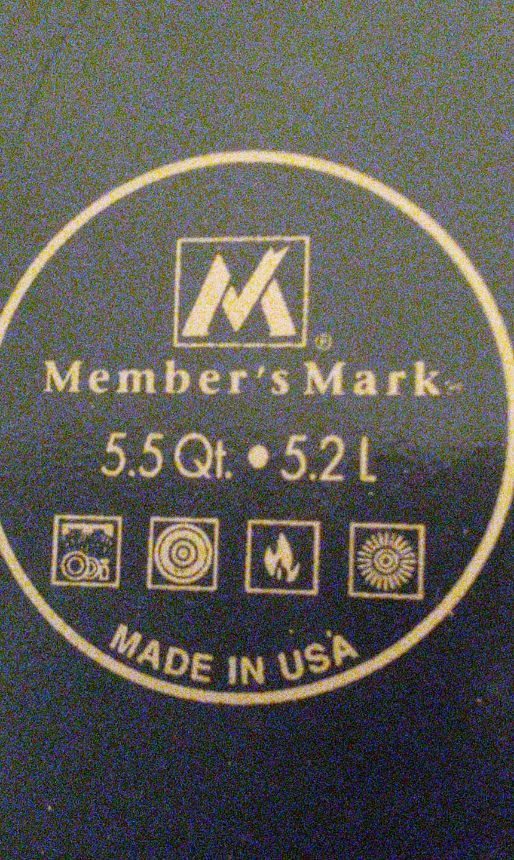 M®
Member's Mark
5.5 Qt. • 5.2 L
MADE IN USA